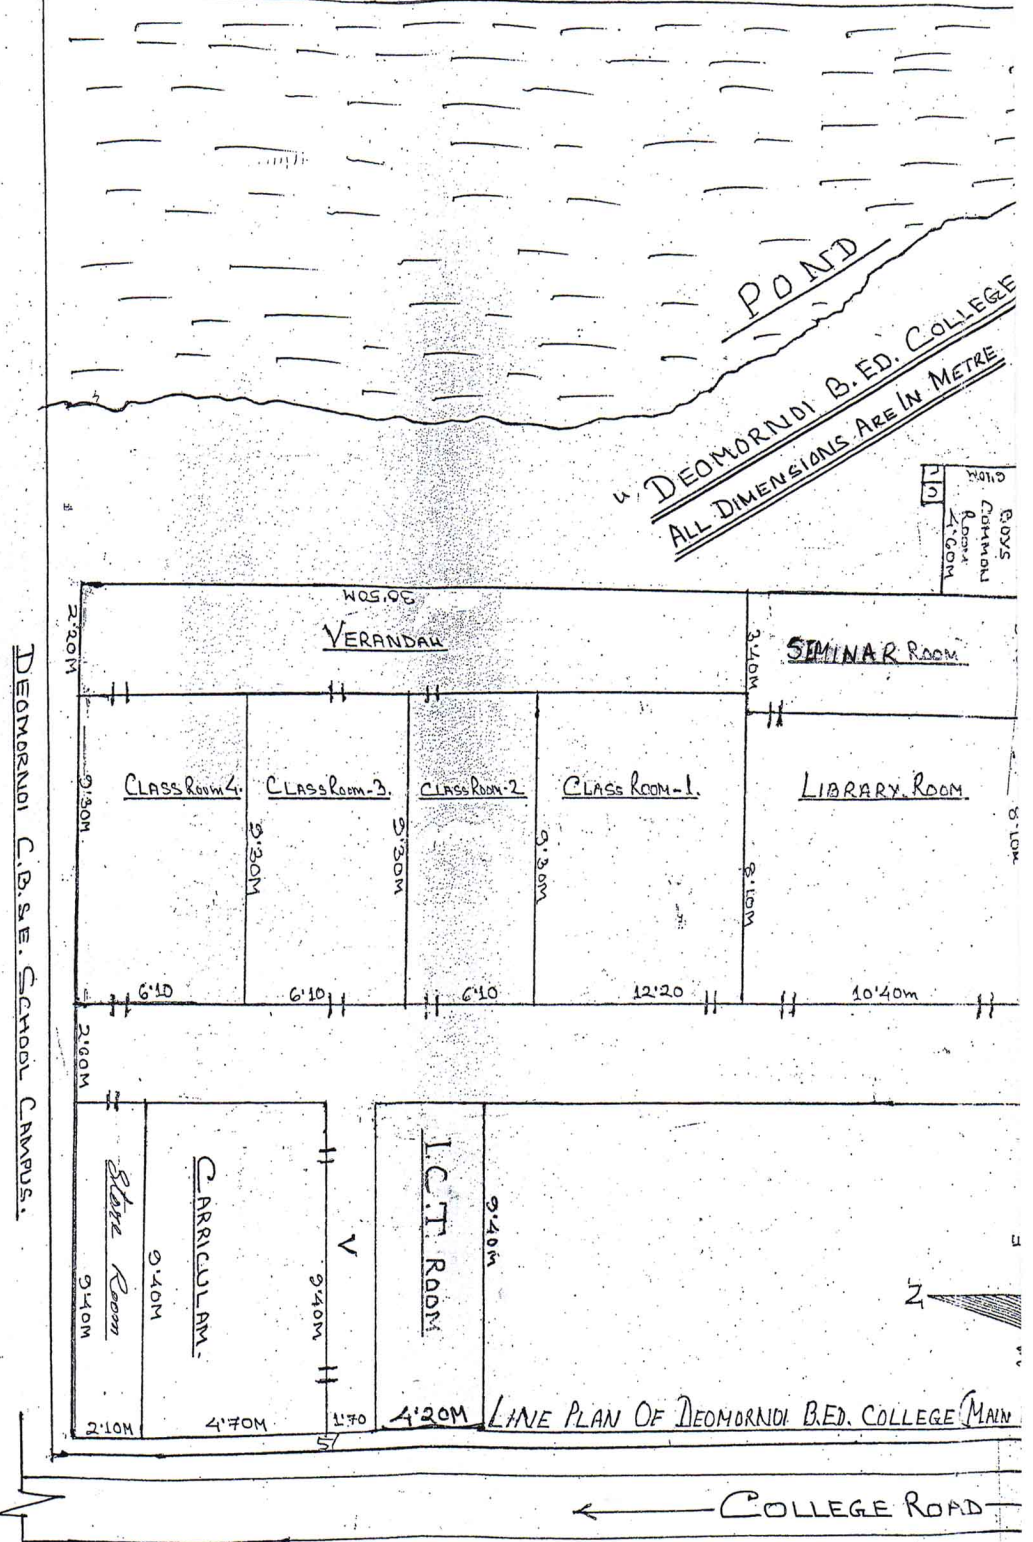 POND
DEOMORNOI B.ED. COLLEGE
ALL DIMENSIONS ARE IN METRE
BOYS
COMMON
ROOM
4'60M
36'50M
VERANDAH
2'20M
3'40M
SEMINAR ROOM
CLASS Room 4.
CLASS Room-3.
CLASS Room-2
CLASS ROOM-1.
LIBRARY. ROOM.
9'30M
9'30M
9'30M
9'30M
8'10M
8'10M
6'10
6'10
6'10
12'20
10'40m
2'60M
DEOMORNOI C.B.S.E. SCHOOL CAMPUS.
Store Room
CARRICULAM-
V
I.C.T. ROOM
9'40M
9'40M
9'40M
9'40M
N
2'10M
4'70M
1'70
4'20M
LINE PLAN OF DEOMORNOI B.ED. COLLEGE (MAIN
COLLEGE ROAD